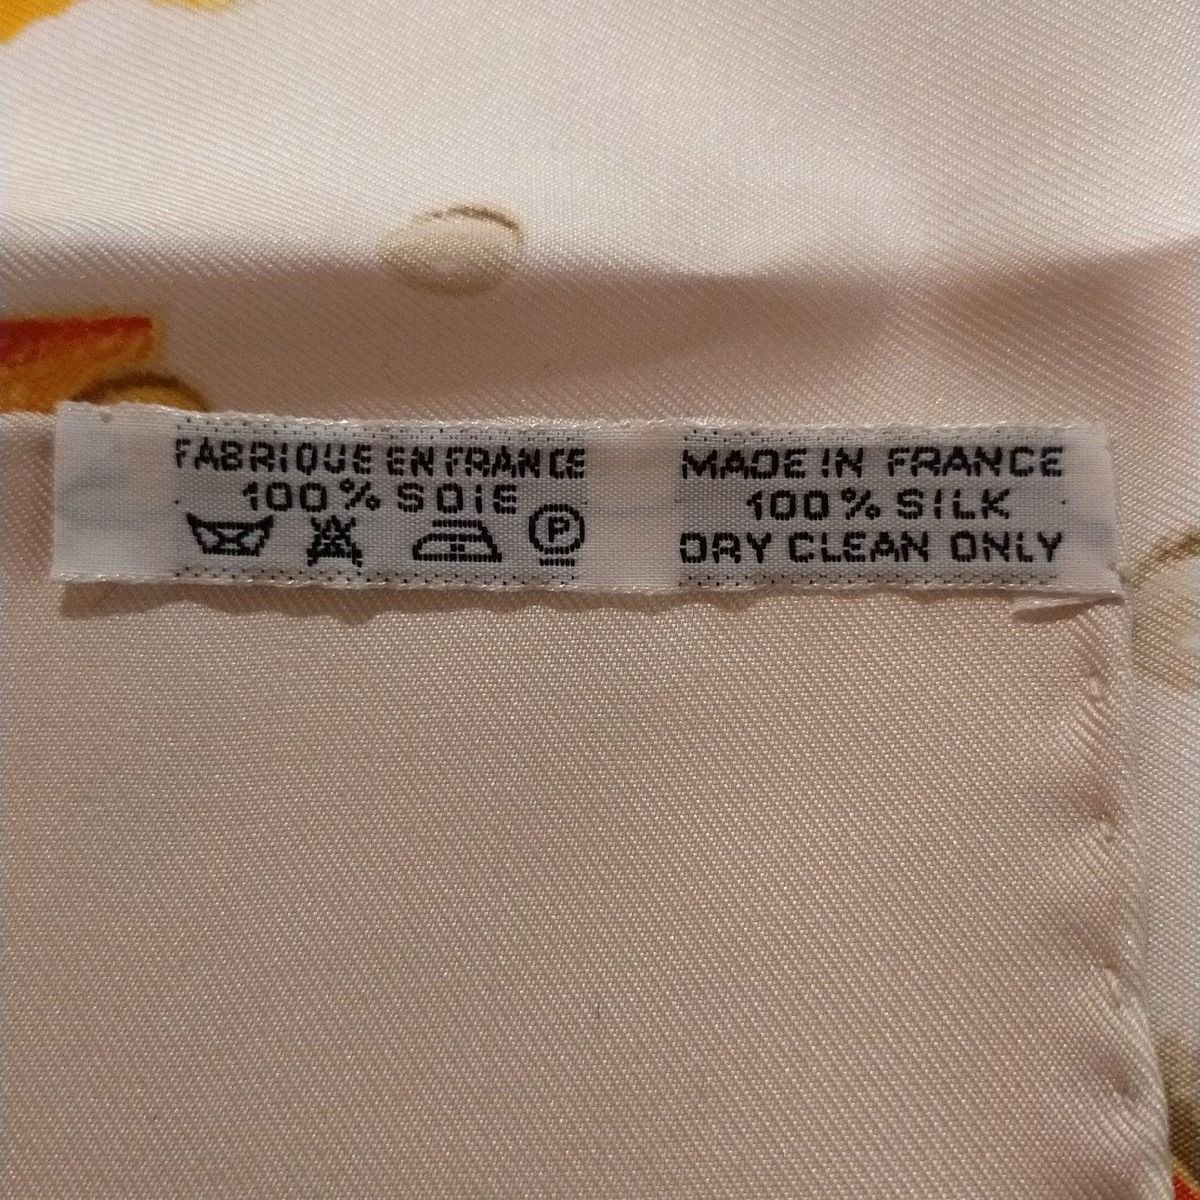 FABRIQUE EN FRANCE
100% SOIE
P
MADE IN FRANCE
100% SILK
DRY CLEAN ONLY